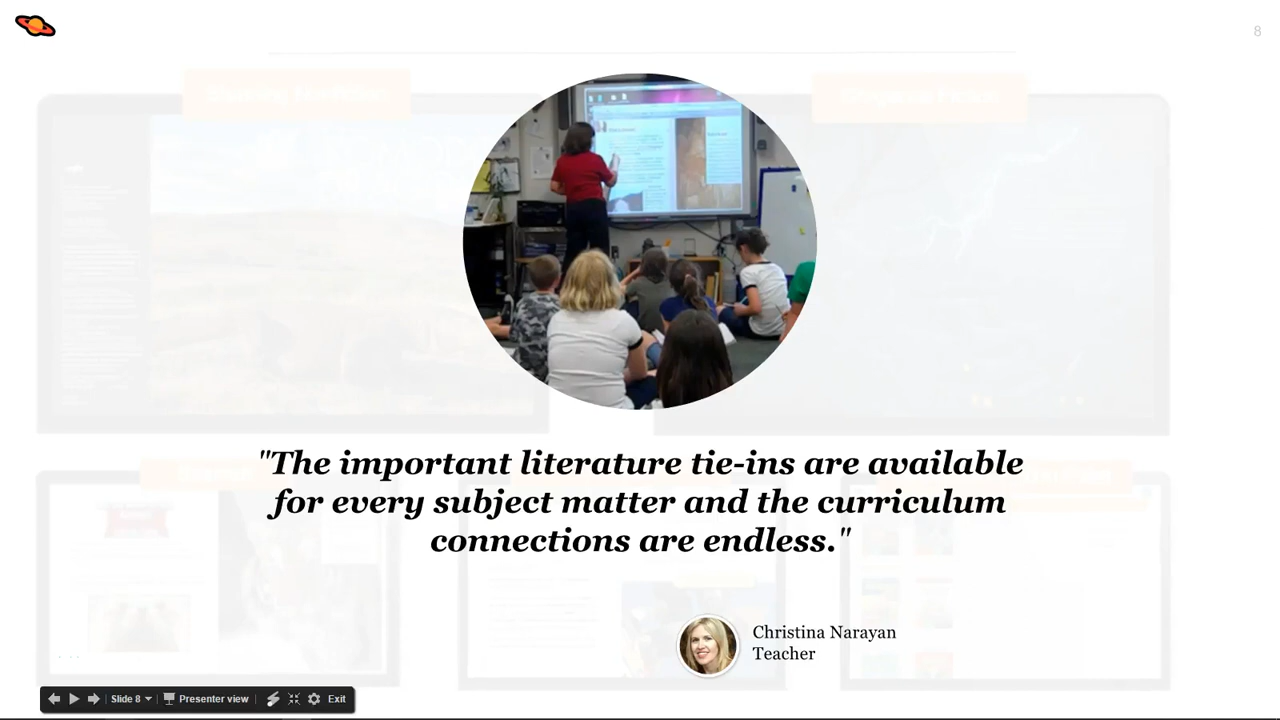 8
"The important literature tie-ins are available
for every subject matter and the curriculum
connections are endless."
Christina Narayan
Teacher
Slide 8
Presenter view
Exit